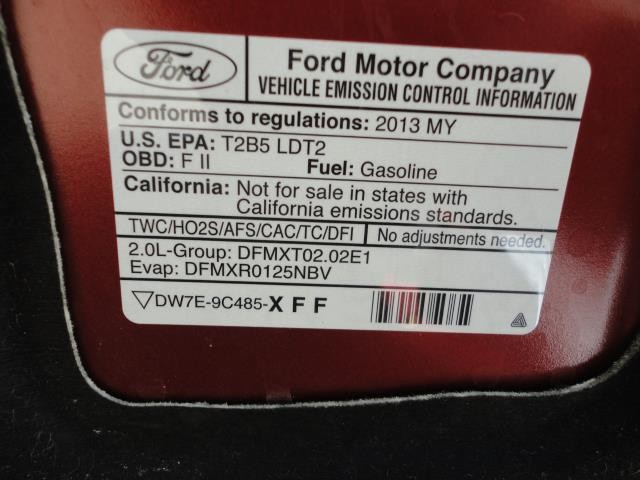 Ford
Ford Motor Company
VEHICLE EMISSION CONTROL INFORMATION
Conforms to regulations: 2013 MY
U.S. EPA: T2B5 LDT2
OBD: F II Fuel: Gasoline
California: Not for sale in states with
California emissions standards.
TWC/HO2S/AFS/CAC/TC/DFI No adjustments needed.
2.0L-Group: DFMXT02.02E1
Evap: DFMXR0125NBV
▽DW7E-9C485-XFF